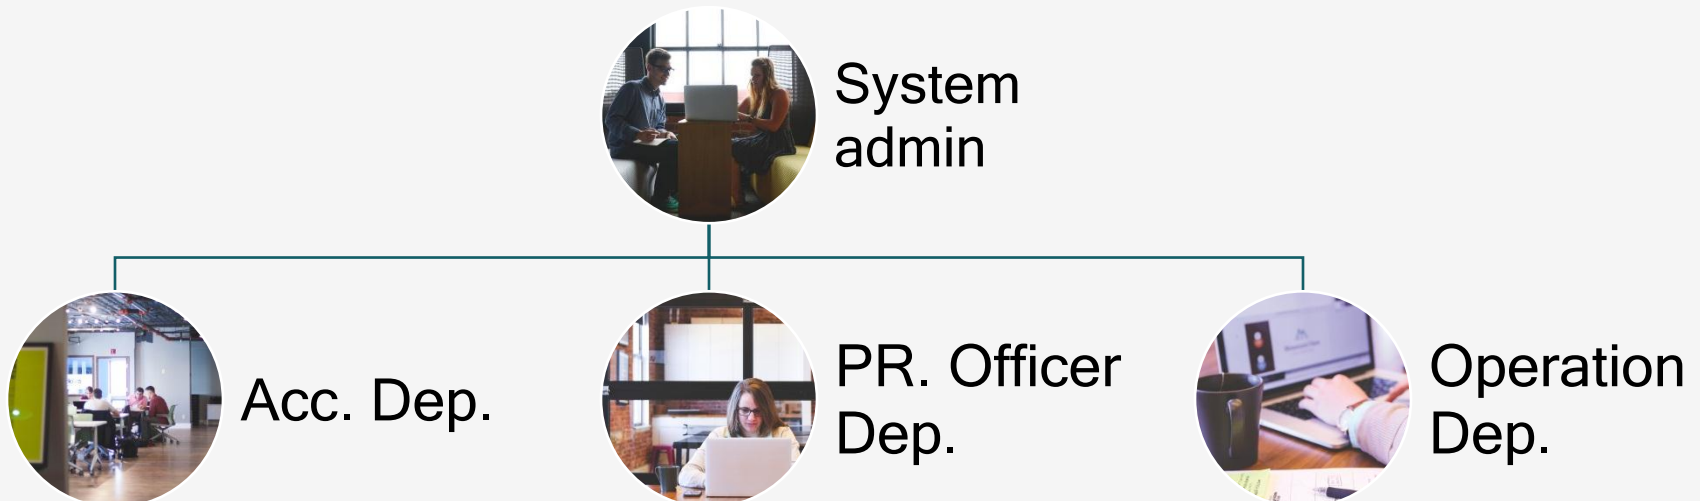 System
admin
Acc. Dep.
PR. Officer
Dep.
Operation
Dep.